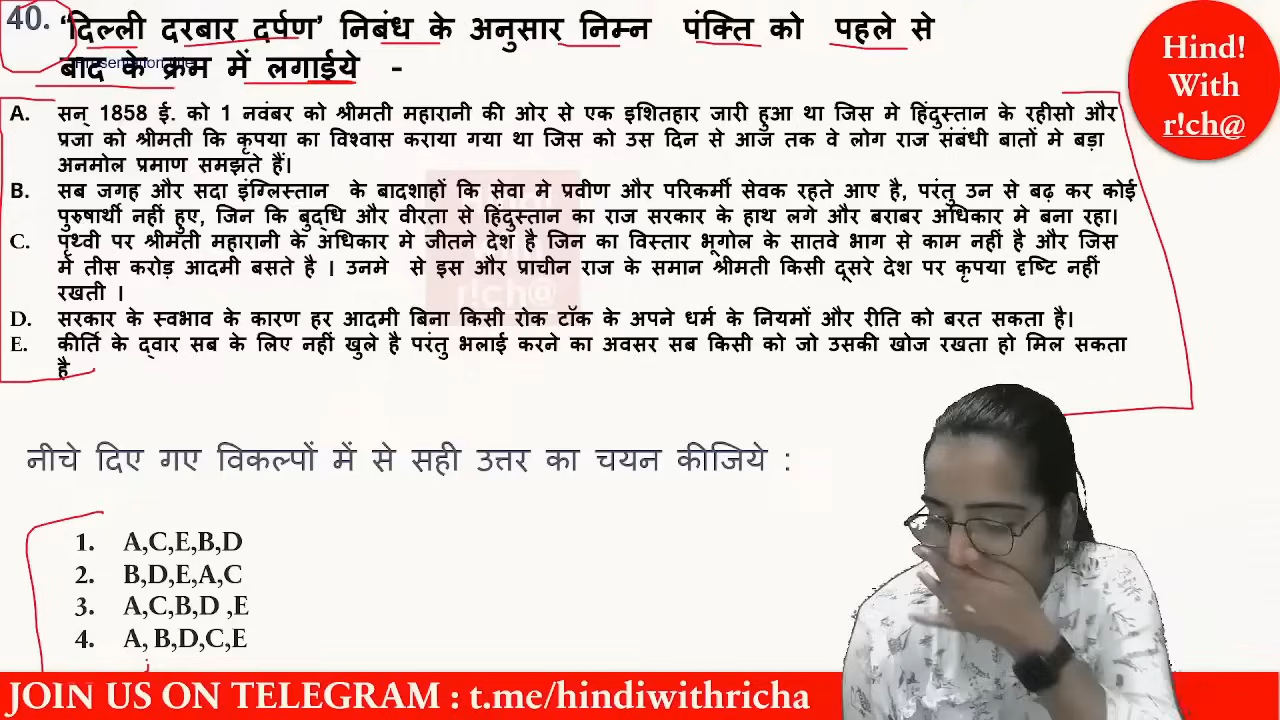 40. 'दिल्ली दरबार दर्पण' निबंध के अनुसार निम्न पंक्ति को पहले से
बाद के क्रम में लगाईये -
A. सन् 1858 ई. को 1 नवंबर को श्रीमती महारानी की ओर से एक इशितहार जारी हुआ था जिस मे हिंदुस्तान के रहीसो और
प्रजा को श्रीमती कि कृपया का विश्वास कराया गया था जिस को उस दिन से आज तक वे लोग राज संबंधी बातों मे बड़ा
अनमोल प्रमाण समझते हैं।
B. सब जगह और सदा इंग्लिस्तान के बादशाहों कि सेवा मे प्रवीण और परिकर्मी सेवक रहते आए है, परंतु उन से बढ़ कर कोई
पुरुषार्थी नहीं हुए, जिन कि बुद्धि और वीरता से हिंदुस्तान का राज सरकार के हाथ लगे और बराबर अधिकार मे बना रहा।
C. पृथ्वी पर श्रीमती महारानी के अधिकार मे जीतने देश है जिन का विस्तार भूगोल के सातवे भाग से काम नहीं है और जिस
में तीस करोड़ आदमी बसते है । उनमे से इस और प्राचीन राज के समान श्रीमती किसी दूसरे देश पर कृपया दृष्टि नहीं
रखती ।
D. सरकार के स्वभाव के कारण हर आदमी बिना किसी रोक टॉक के अपने धर्म के नियमों और रीति को बरत सकता है।
E. कीर्ति के द्वार सब के लिए नहीं खुले है परंतु भलाई करने का अवसर सब किसी को जो उसकी खोज रखता हो मिल सकता
है
Hind!
With
r!ch@
r!ch@
नीचे दिए गए विकल्पों में से सही उत्तर का चयन कीजिये :
1. A,C,E,B,D
2. B,D,E,A,C
3. A,C,B,D ,E
4. A, B,D,C,E
JOIN US ON TELEGRAM : t.me/hindiwithricha